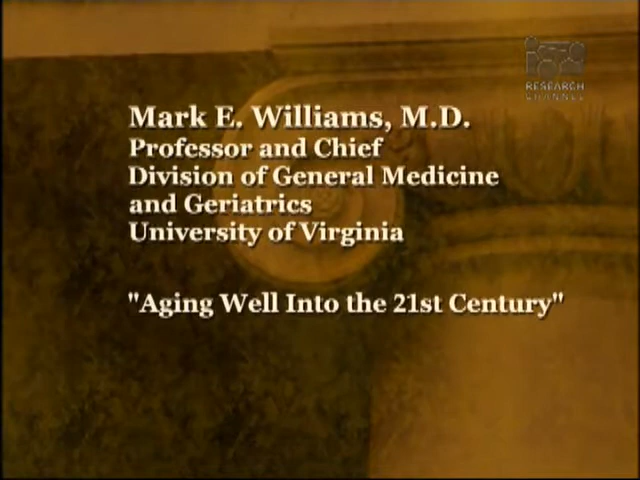 RESEARCH
CHANNEL
Mark E. Williams, M.D.
Professor and Chief
Division of General Medicine
and Geriatrics
University of Virginia
"Aging Well Into the 21st Century"